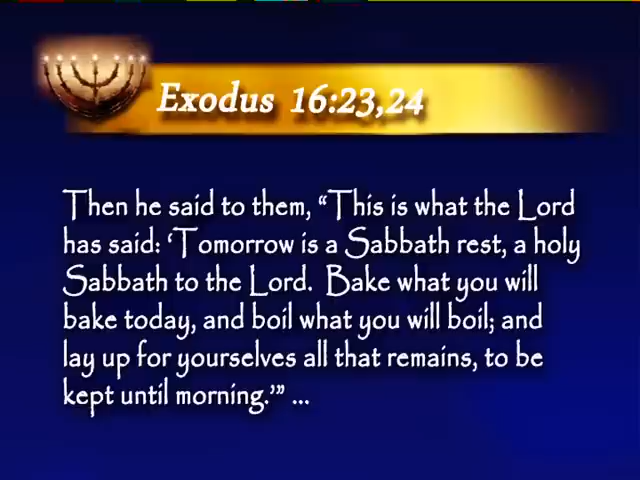 Exodus 16:23,24
Then he said to them, “This is what the Lord
has said: ‘Tomorrow is a Sabbath rest, a holy
Sabbath to the Lord. Bake what you will
bake today, and boil what you will boil; and
lay up for yourselves all that remains, to be
kept until morning.’” ...